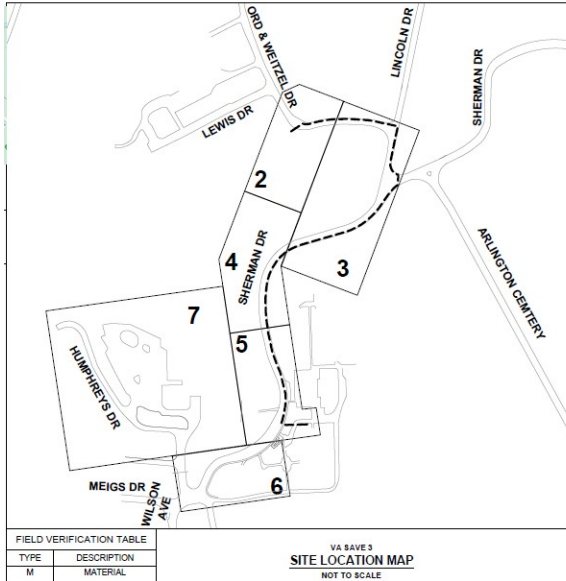 ORD & WEITZEL DR
LINCOLN DR
SHERMAN DR
LEWIS DR
2
4
SHERMAN DR
3
ARLINGTON CEMTERY
7
5
HUMPHREYS DR
MEIGS DR
WILSON
AVE
6
FIELD VERIFICATION TABLE
TYPE DESCRIPTION
M MATERIAL
VA SAVE 3
SITE LOCATION MAP
NOT TO SCALE